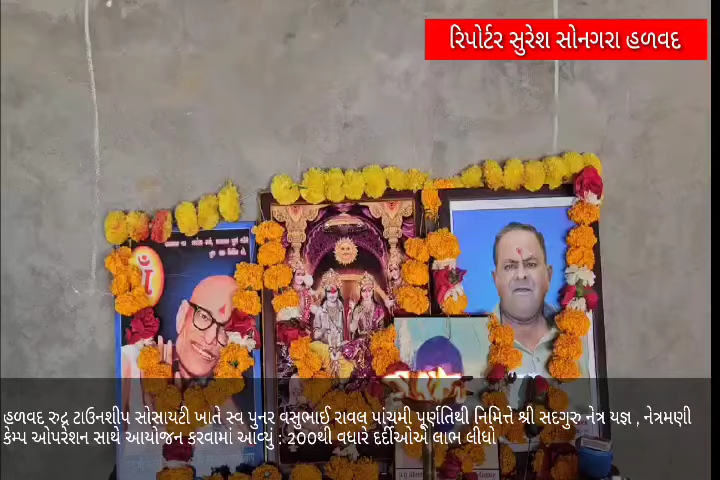 રિપોર્ટર સુરેશ સોનગરા હળવદ
હળવદ રુદ્ર ટાઉનશીપ સોસાયટી ખાતે સ્વ પુનર વસુભાઈ રાવલ પાંચમી પૂર્ણતિથી નિમિત્તે શ્રી સદગુરુ નેત્ર યજ્ઞ , નેત્રમણી
કેમ્પ ઓપરેશન સાથે આયોજન કરવામાં આવ્યું : 200થી વધારે દર્દીઓએ લાભ લીધો